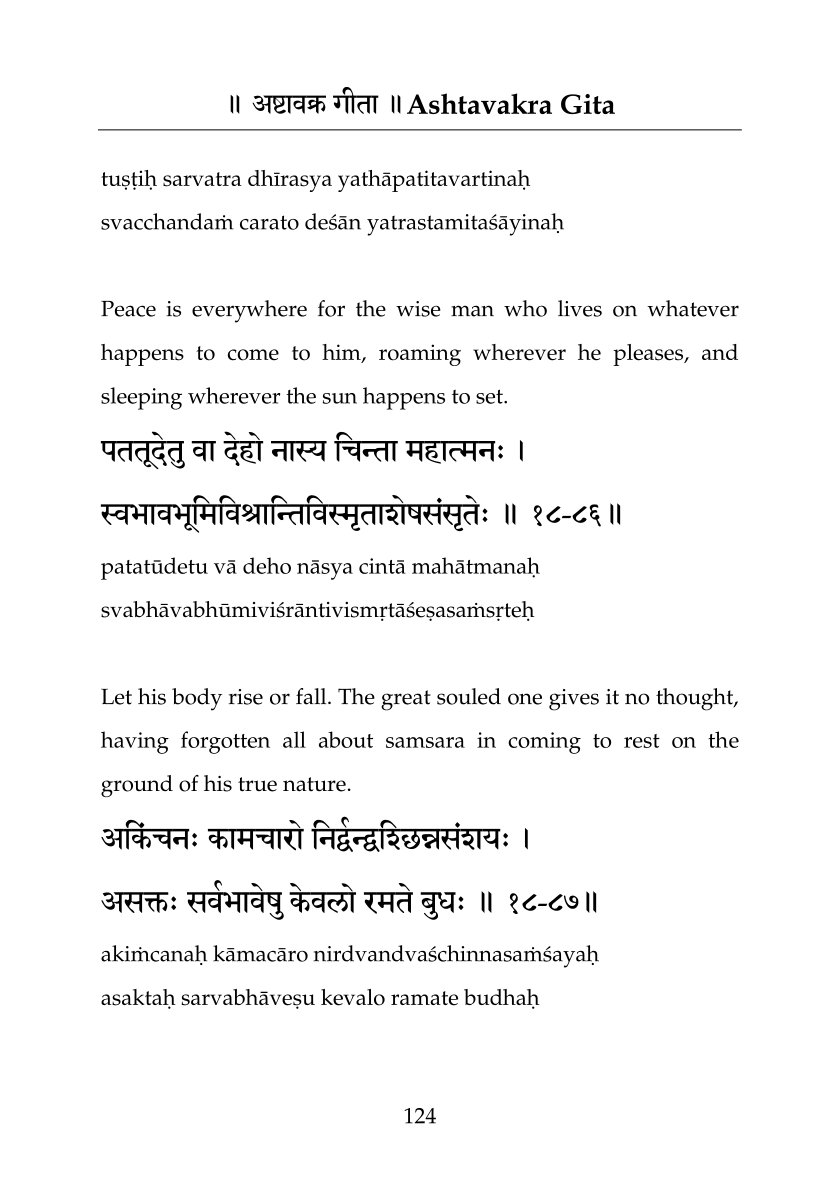 ॥ अष्टावक्र गीता ॥ Ashtavakra Gita
tuṣṭiḥ sarvatra dhīrasya yathāpatitavartinaḥ
svacchandaṁ carato deśān yatrastamitaśāyinaḥ
Peace is everywhere for the wise man who lives on whatever
happens to come to him, roaming wherever he pleases, and
sleeping wherever the sun happens to set.
पततूदेतु वा देहो नास्य चिन्ता महात्मनः ।
स्वभावभूमिविश्रान्तिविस्मृताशेषसंसृतेः ॥ १८-८६॥
patatūdetu vā deho nāsya cintā mahātmanaḥ
svabhāvabhūmiviśrāntivismṛtāśeṣasaṁsṛteḥ
Let his body rise or fall. The great souled one gives it no thought,
having forgotten all about samsara in coming to rest on the
ground of his true nature.
अकिंचनः कामचारो निर्द्वन्द्वश्छिन्नसंशयः ।
असक्तः सर्वभावेषु केवलो रमते बुधः ॥ १८-८७॥
akiṁcanaḥ kāmacāro nirdvandvaśchinnasaṁśayaḥ
asaktaḥ sarvabhāveṣu kevalo ramate budhaḥ
124